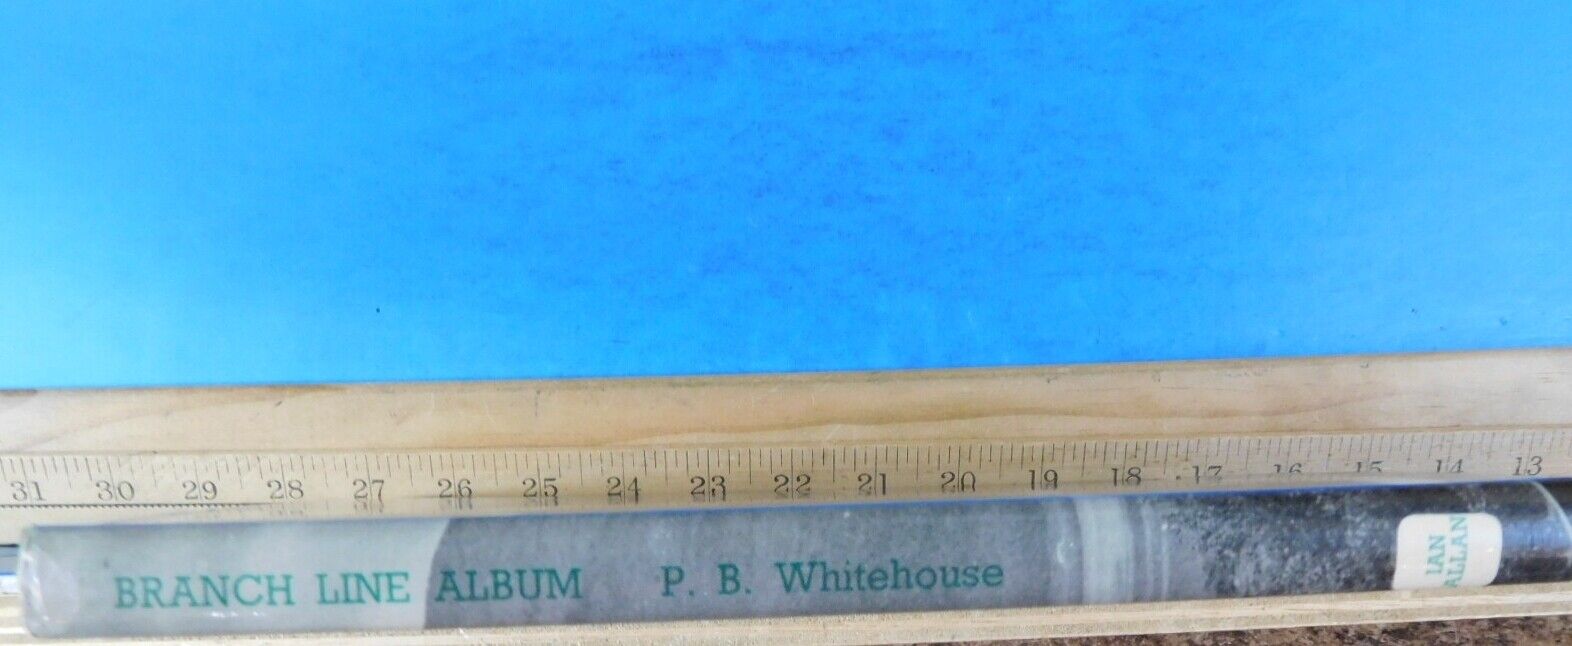 31 30 29 28 27 26 25 24 23 22 21 20 19 18 17 16 15 14 13
BRANCH LINE ALBUM P. B. Whitehouse
IAN
ALLAN